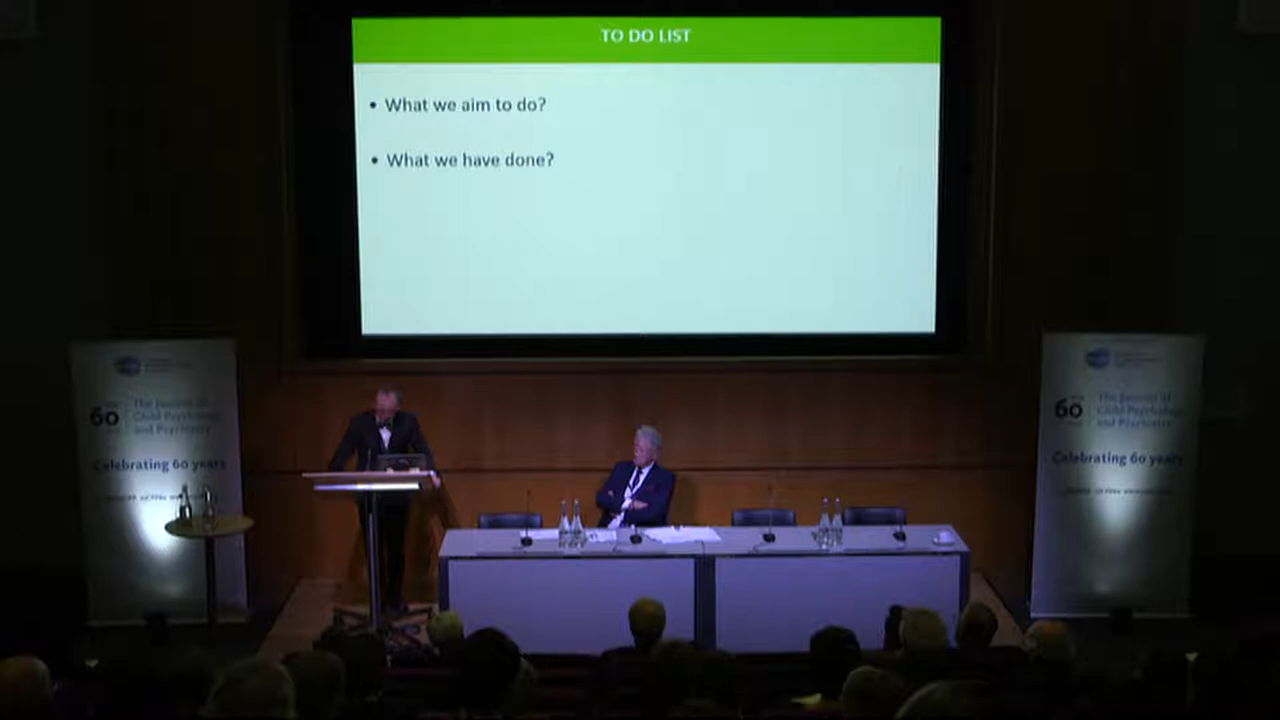 TO DO LIST
• What we aim to do?
• What we have done?
60
The Journal of
Child Psychology
and Psychiatry
Celebrating 60 years
60
The Journal of
Child Psychology
and Psychiatry
Celebrating 60 years